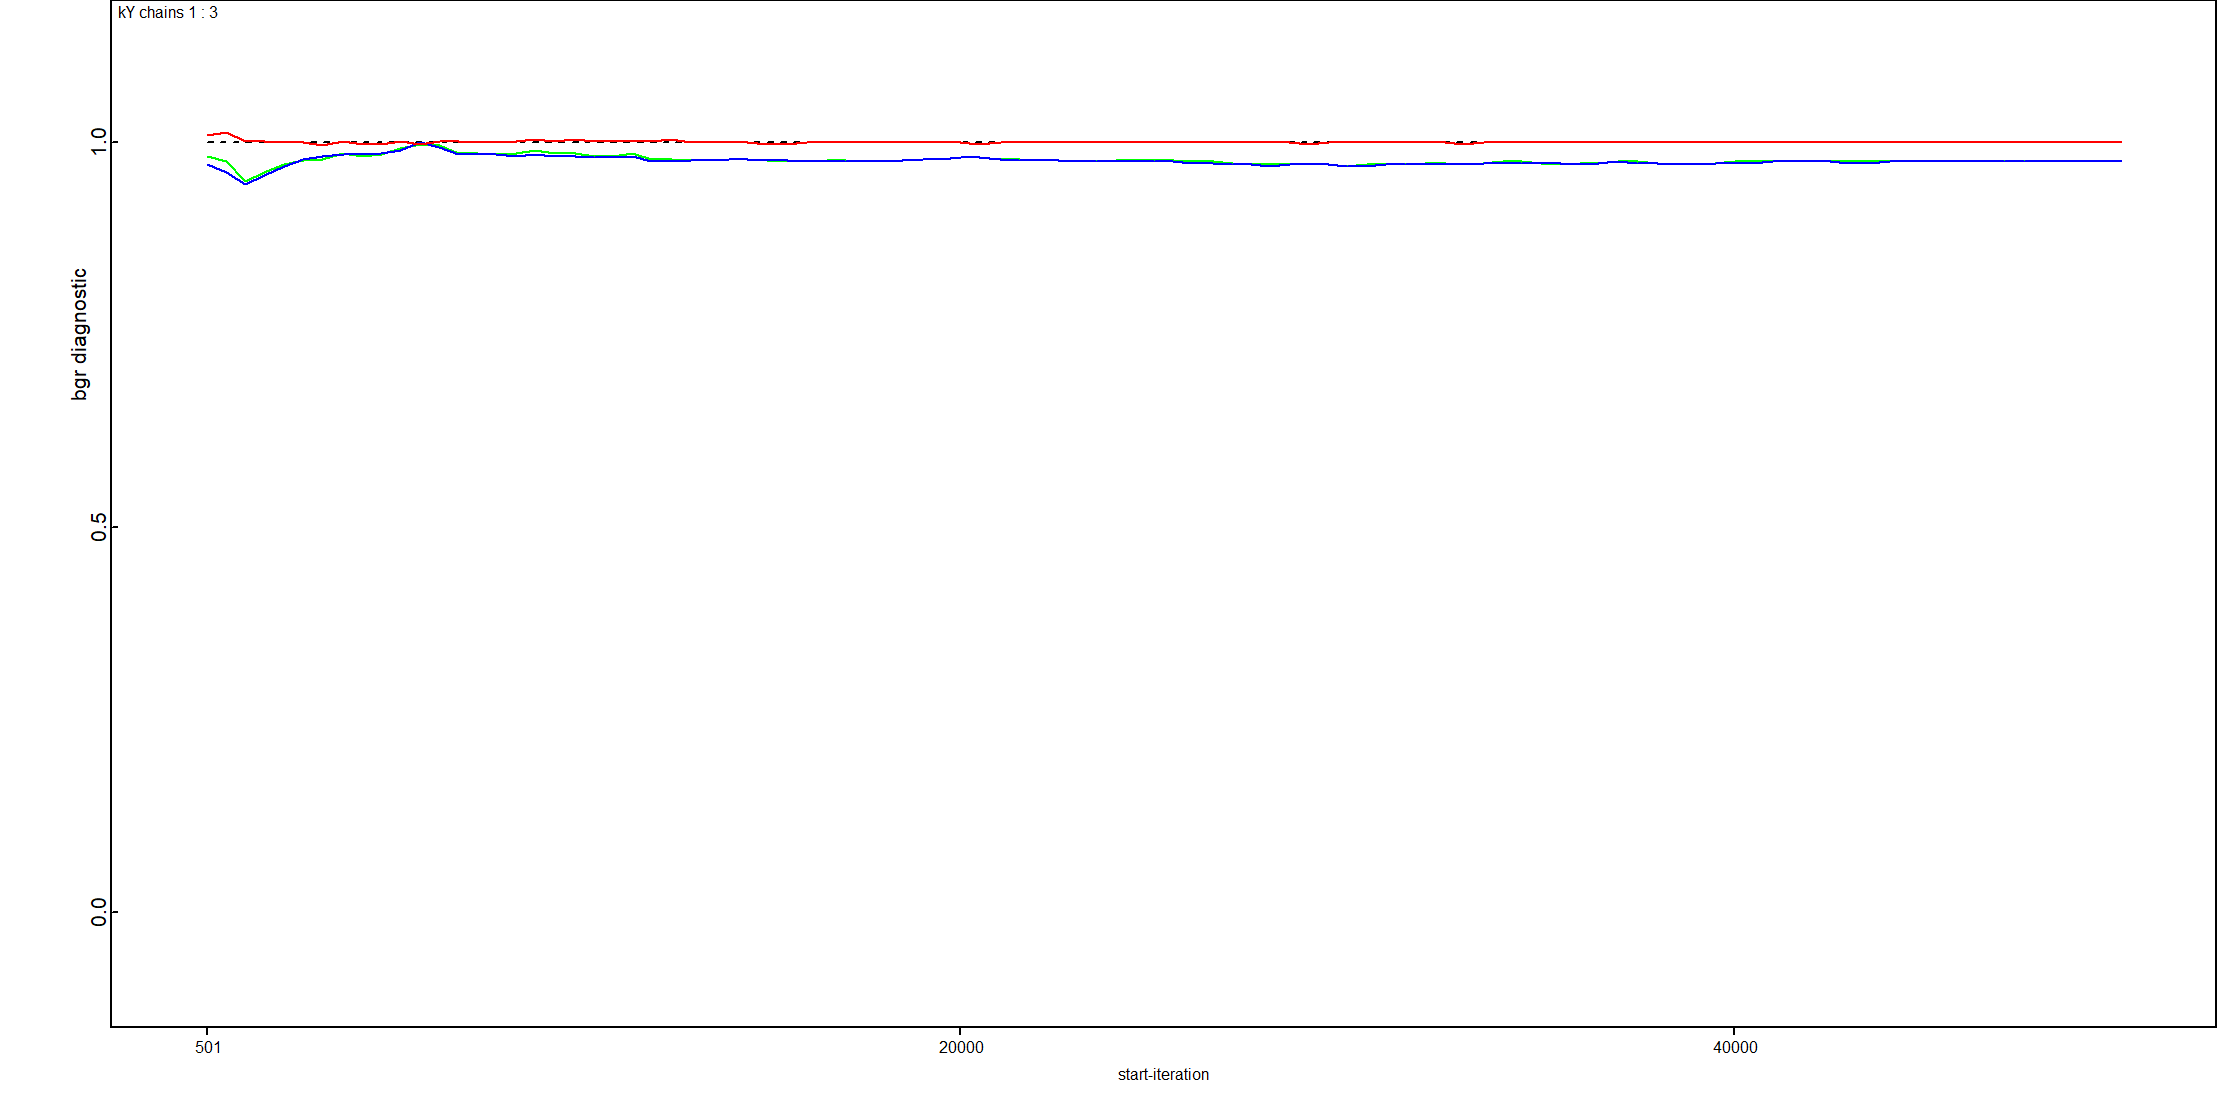 kY chains 1 : 3
1.0
0.5
0.0
bgr diagnostic
501
20000
40000
start-iteration